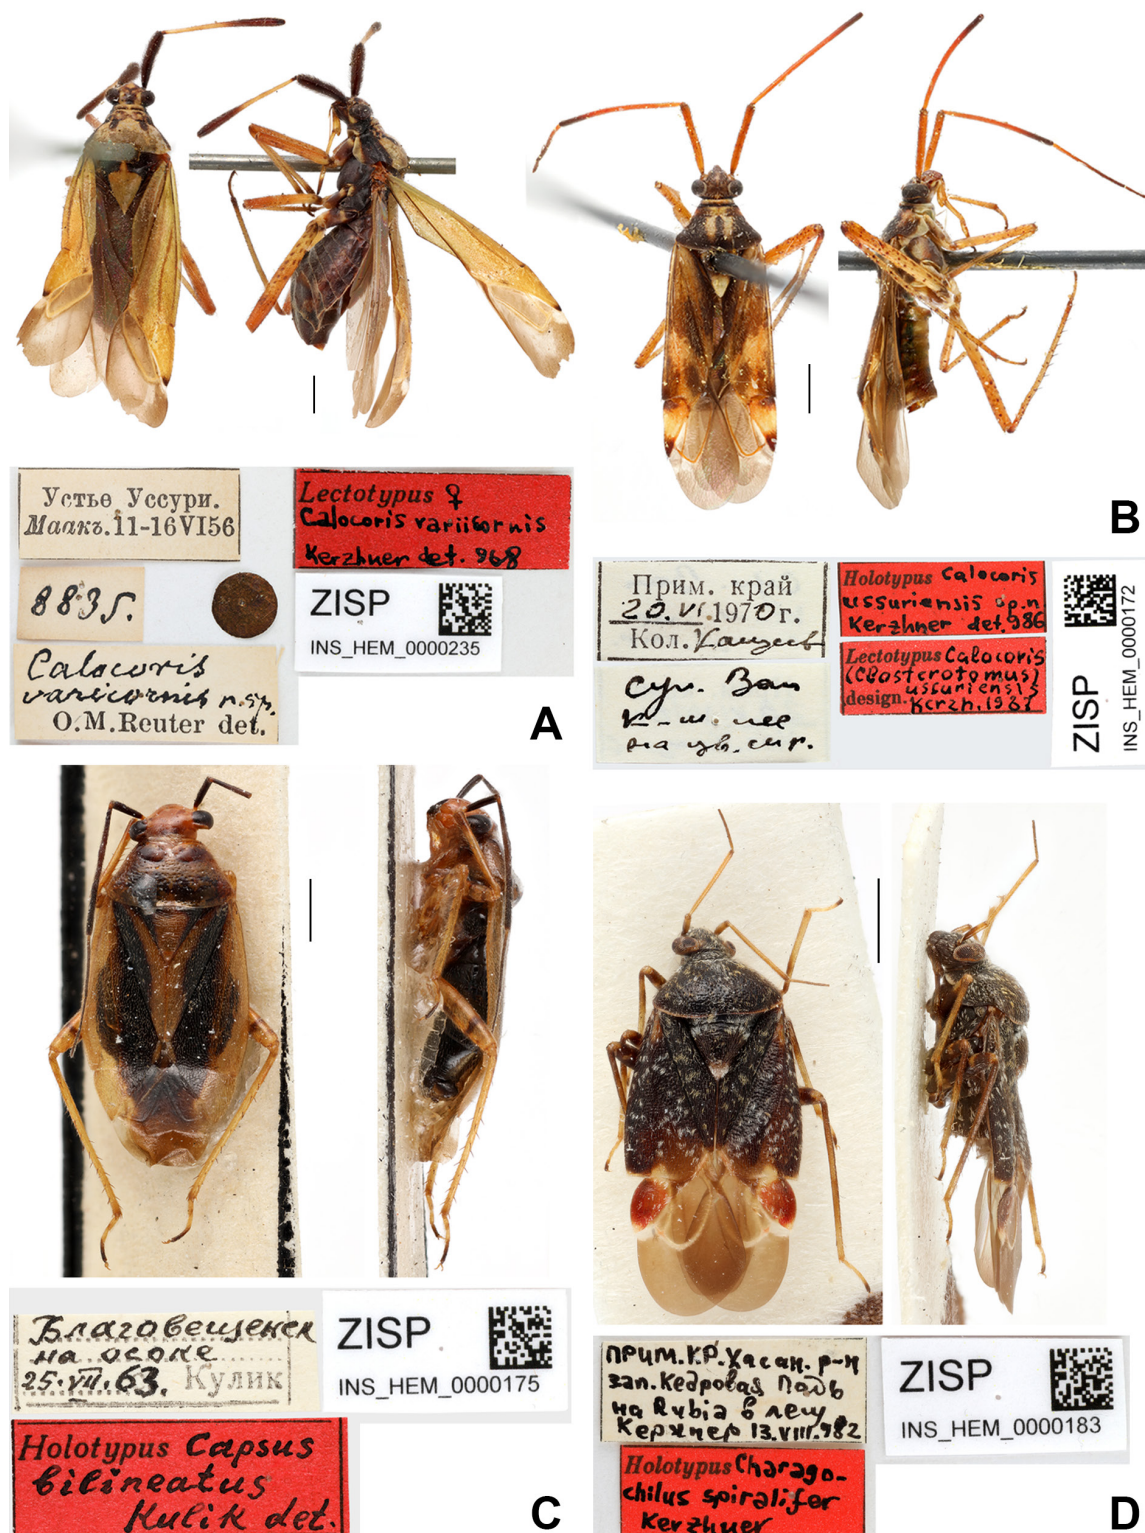 Устье Уссури.
Маакъ. 11-16 VI 56
8835.
Calocoris
varicornis n. sp.
O. M. Reuter det.
Lectotypus ♀
Calocoris variicornis
Kerzhner det. 968
ZISP
INS_HEM_0000235
A
B
Прим. край
20. VI. 1970 г.
Кол.
Holotypus Calocoris
ussuriensis sp. n.
Kerzhner det. 986
Lectotypus Calocoris
(Closterotomus)
design. ussuriensis
Kerzh. 1987
ZISP
INS_HEM_0000172
Благовещенск
на осоке
25. VII. 63. Кулик
ZISP
INS_HEM_0000175
Holotypus Capsus
bilineatus
Kulik det.
C
Прим. кр. Хасан. р-н
зап. Кедровая Падь
на Rubia в лесу
Кержнер 13. VIII. 982
ZISP
INS_HEM_0000183
Holotypus Charago-
chilus spiralifer
Kerzhner
D